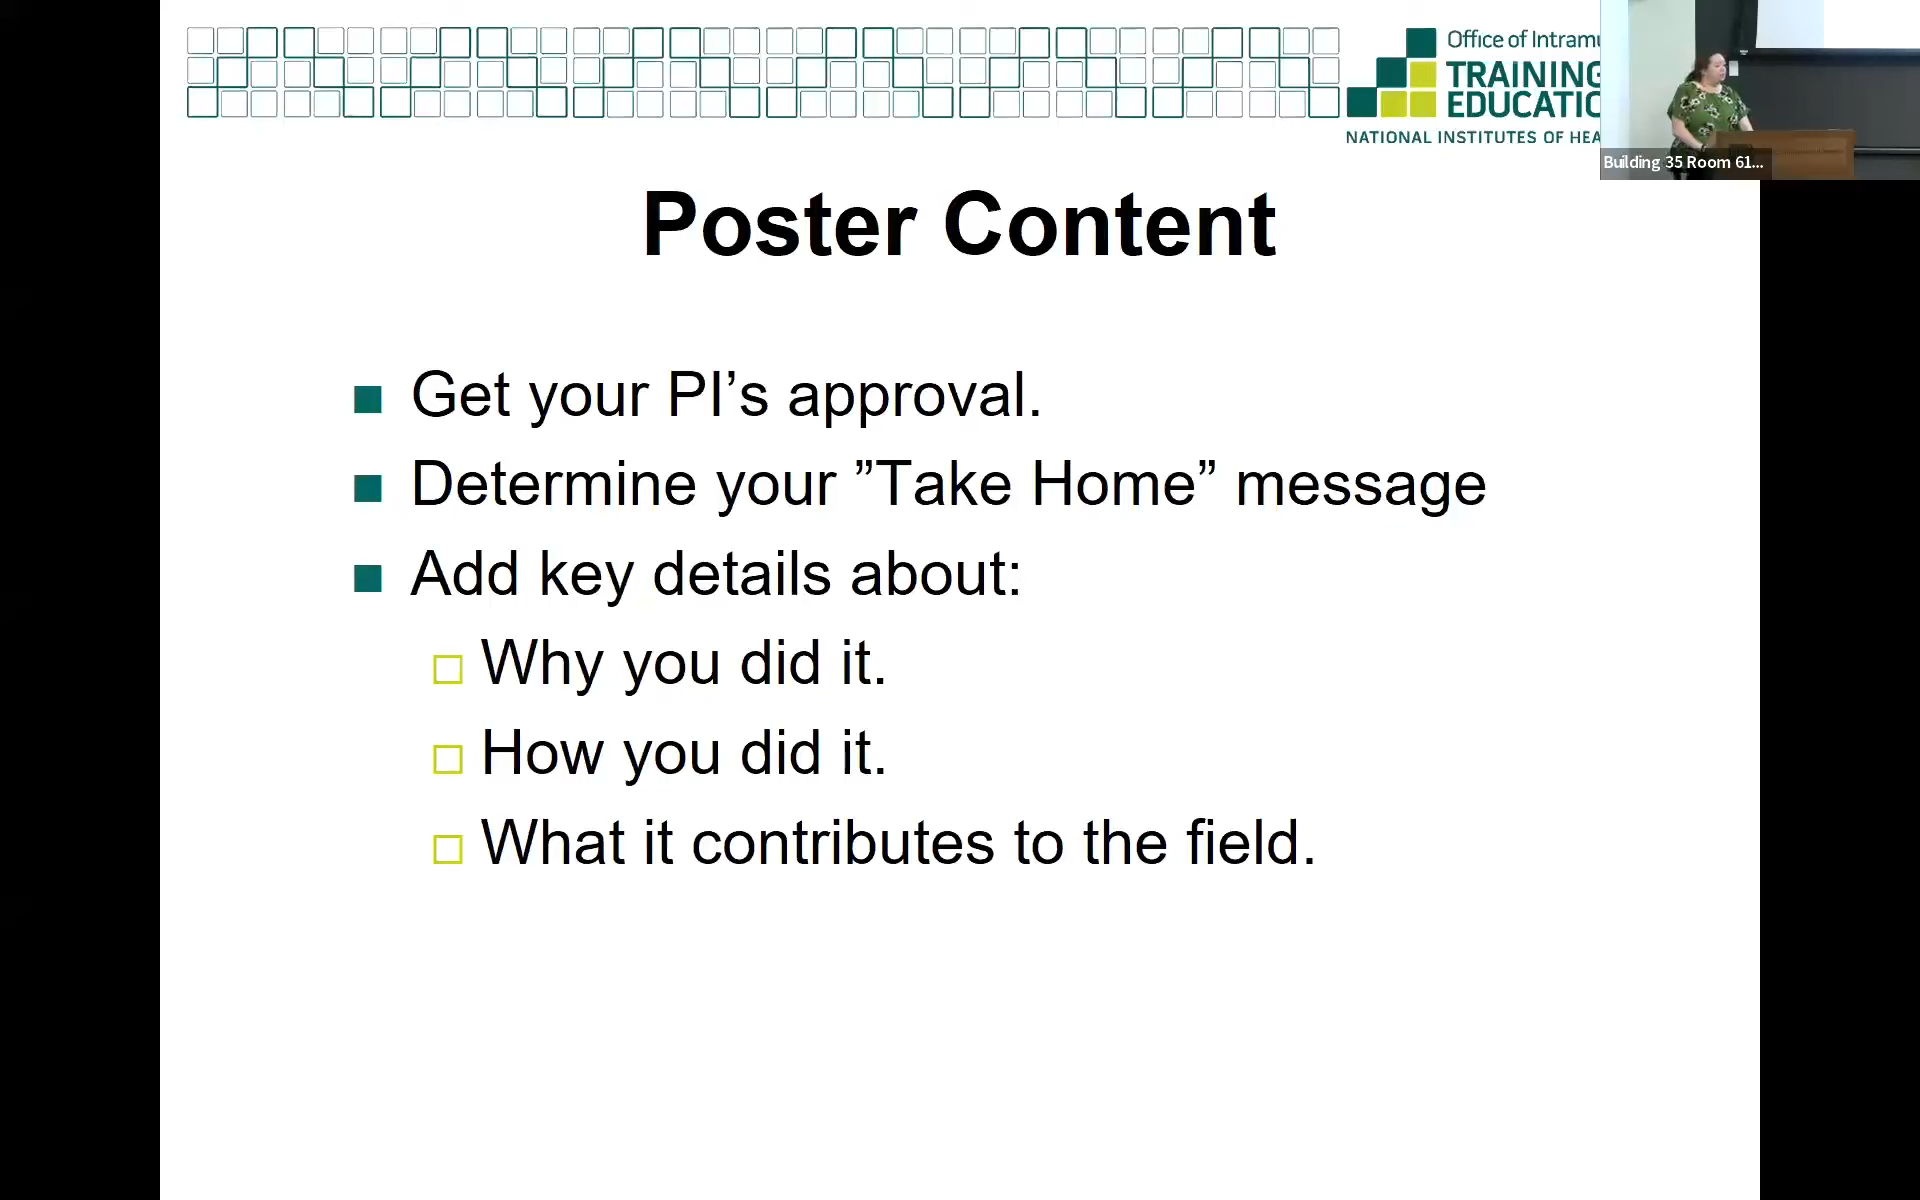 Office of Intramu
TRAINING
EDUCATIO
NATIONAL INSTITUTES OF HEA
Building 35 Room 61...
Poster Content
Get your PI’s approval.
Determine your ”Take Home” message
Add key details about:
Why you did it.
How you did it.
What it contributes to the field.